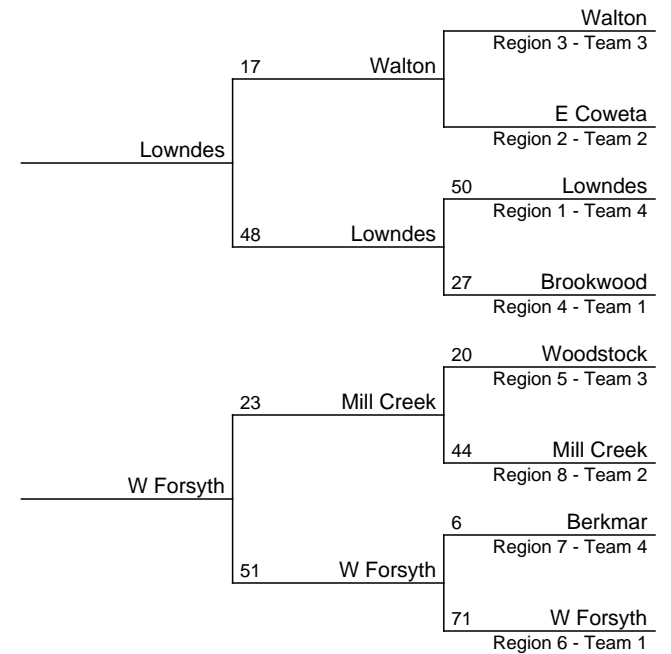 Walton
Region 3 - Team 3
17 Walton
E Coweta
Region 2 - Team 2
Lowndes
50 Lowndes
Region 1 - Team 4
48 Lowndes
27 Brookwood
Region 4 - Team 1
20 Woodstock
Region 5 - Team 3
23 Mill Creek
44 Mill Creek
Region 8 - Team 2
W Forsyth
6 Berkmar
Region 7 - Team 4
51 W Forsyth
71 W Forsyth
Region 6 - Team 1